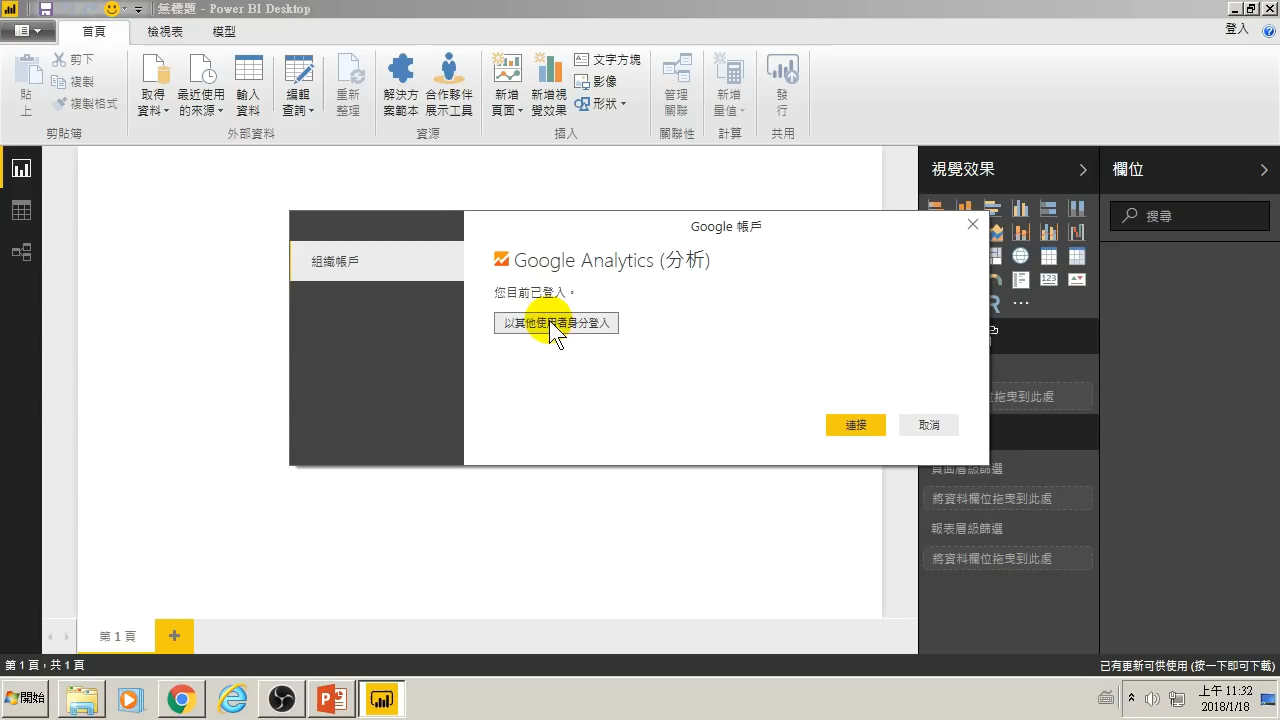 無標題 - Power BI Desktop
首頁
檢視表
模型
登入
貼上
剪下
複製
複製格式
取得資料
最近使用的來源
輸入資料
編輯查詢
重新整理
解決方案範本
合作夥伴展示工具
新增頁面
新增視覺效果
文字方塊
影像
形狀
管理關聯
新增量值
發行
剪貼簿
外部資料
資源
插入
關聯性
計算
共用
視覺效果
欄位
搜尋
123
R
Google 帳戶
組織帳戶
Google Analytics (分析)
您目前已登入。
以其他使用者身分登入
連接
取消
位拖曳到此處
頁面層級篩選
將資料欄位拖曳到此處
報表層級篩選
將資料欄位拖曳到此處
第 1 頁
第 1 頁，共 1 頁
已有更新可供使用 (按一下即可下載)
開始
上午 11:32
2018/1/18